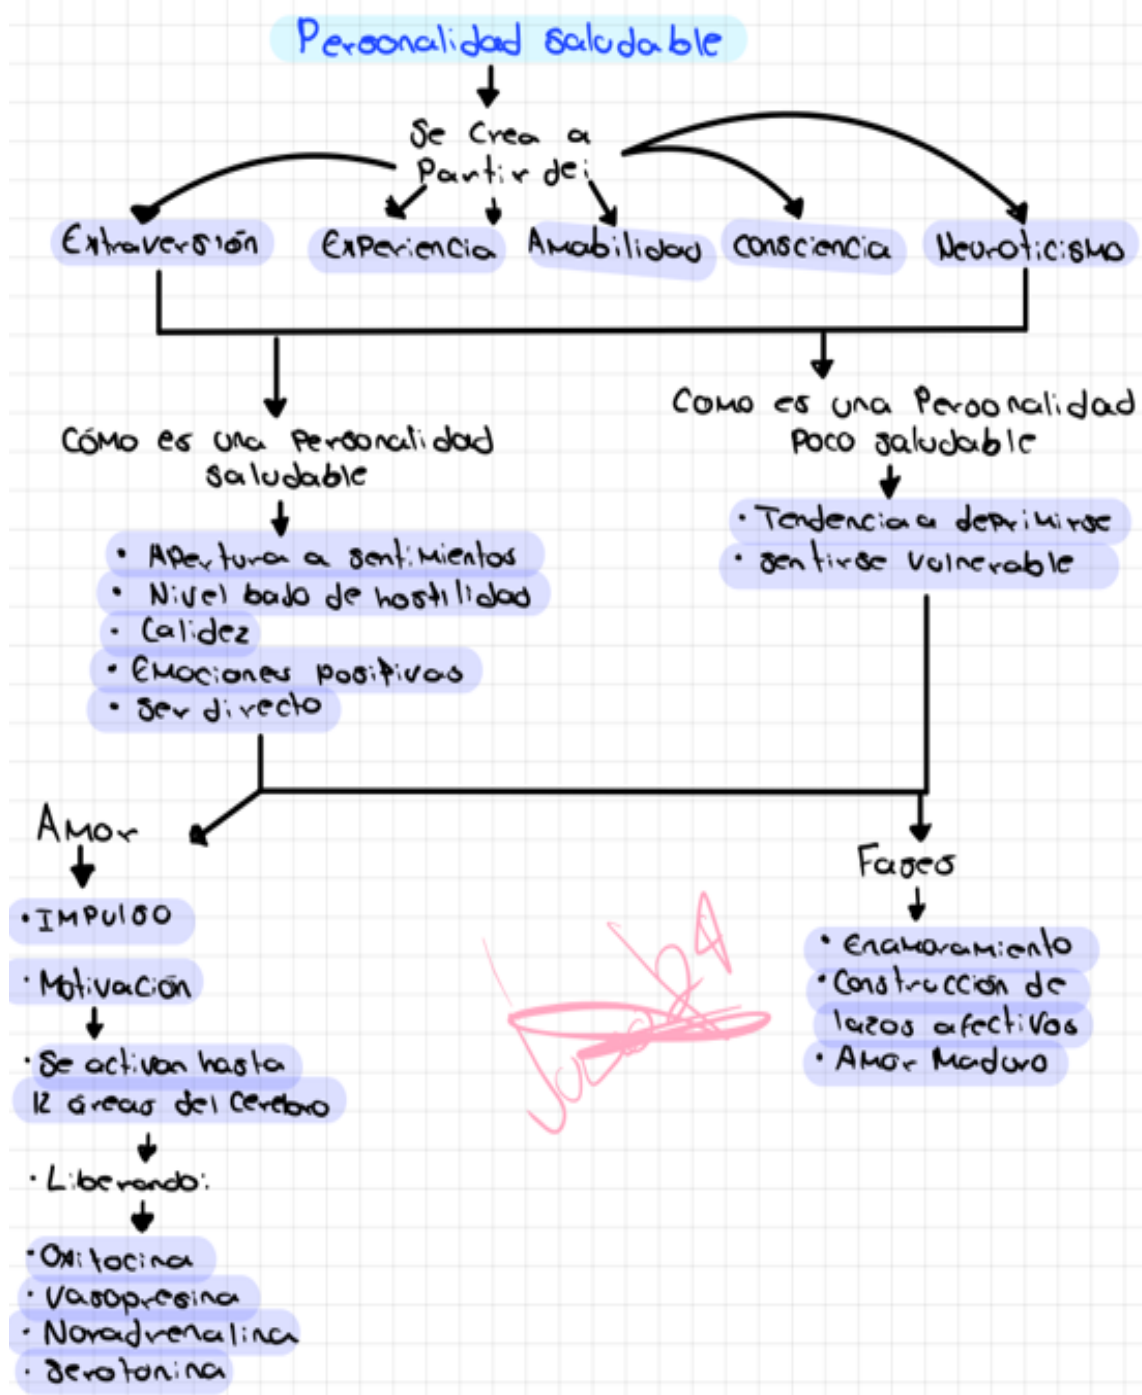 Personalidad saludable
Se crea a
Partir de:
Extraversión
Experiencia
Amabilidad
consciencia
Neuroticismo
Cómo es una Personalidad
saludable
• Apertura a sentimientos
• Nivel bajo de hostilidad
• Calidez
• Emociones positivas
• Ser directo
Como es una Personalidad
poco saludable
• Tendencia a deprimirse
• sentirse vulnerable
Amor
• IMPULSO
• Motivación
• Se activan hasta
12 áreas del Cerebro
• Liberando:
• Oxitocina
• Vasopresina
• Noradrenalina
• Serotonina
Fases
• Enamoramiento
• Construcción de
lazos afectivos
• Amor Maduro